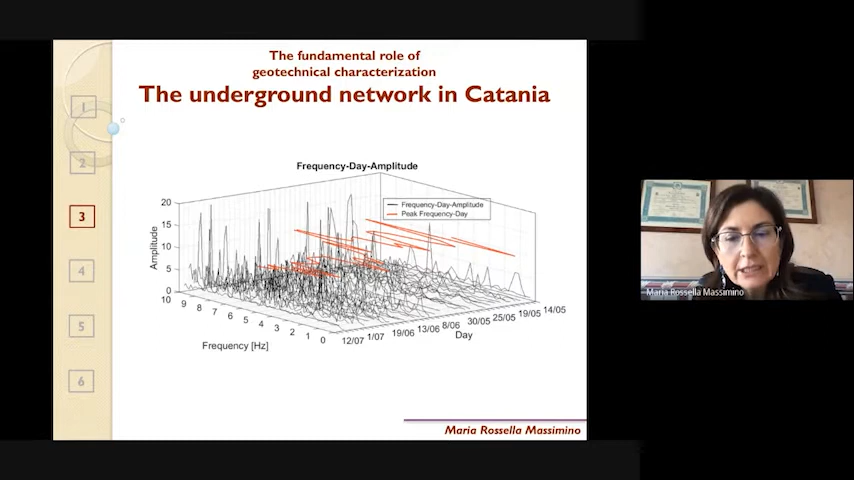 The fundamental role of
geotechnical characterization
The underground network in Catania
1
2
3
4
5
6
Frequency-Day-Amplitude
Frequency-Day-Amplitude
Peak Frequency-Day
Amplitude
20
15
10
5
0
10
9
8
7
6
5
4
3
2
1
0
Frequency [Hz]
12/07
1/07
19/06
13/06
8/06
30/05
25/05
19/05
14/05
Day
Maria Rossella Massimino
Maria Rossella Massimino